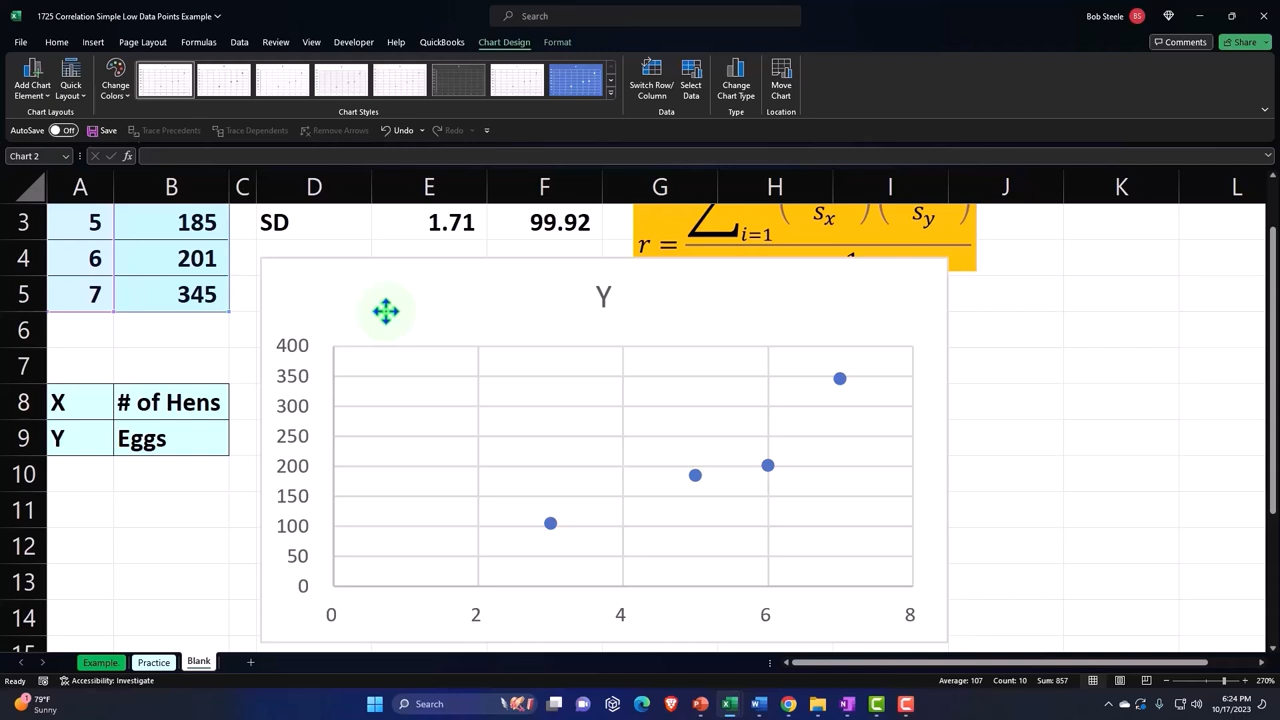 1725 Correlation Simple Low Data Points Example
Search
Bob Steele BS
File Home Insert Page Layout Formulas Data Review View Developer Help QuickBooks Chart Design Format
Comments Share
Add Chart Element
Quick Layout
Change Colors
Switch Row/ Column
Select Data
Change Chart Type
Move Chart
Chart Layouts Chart Styles Data Type Location
AutoSave Off Save Trace Precedents Trace Dependents Remove Arrows Undo Redo
Chart 2 fx
A B C D E F G H I J K L
3 5 185 SD 1.71 99.92
r = ∑ i=1 ( sx )( sy )
4 6 201
5 7 345
6
7
8 X # of Hens
9 Y Eggs
10
11
12
13
14
15
Y
400
350
300
250
200
150
100
50
0
0 2 4 6 8
Example. Practice Blank
Ready Accessibility: Investigate Average: 107 Count: 10 Sum: 857 270%
79°F
Sunny
Search
6:24 PM
10/17/2023